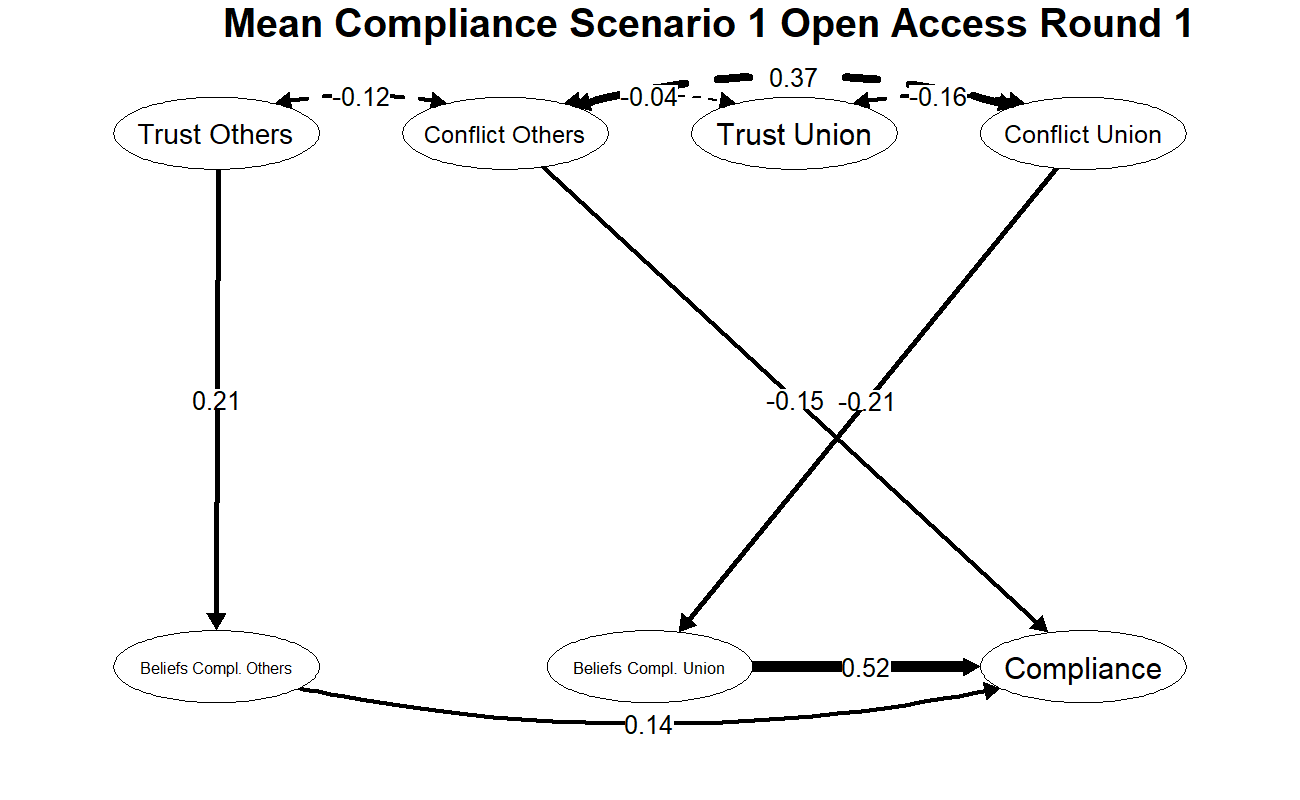 Mean Compliance Scenario 1 Open Access Round 1
0.37
-0.12
-0.04
-0.16
Trust Others
Conflict Others
Trust Union
Conflict Union
0.21
-0.15
-0.21
Beliefs Compl. Others
Beliefs Compl. Union
0.52
Compliance
0.14